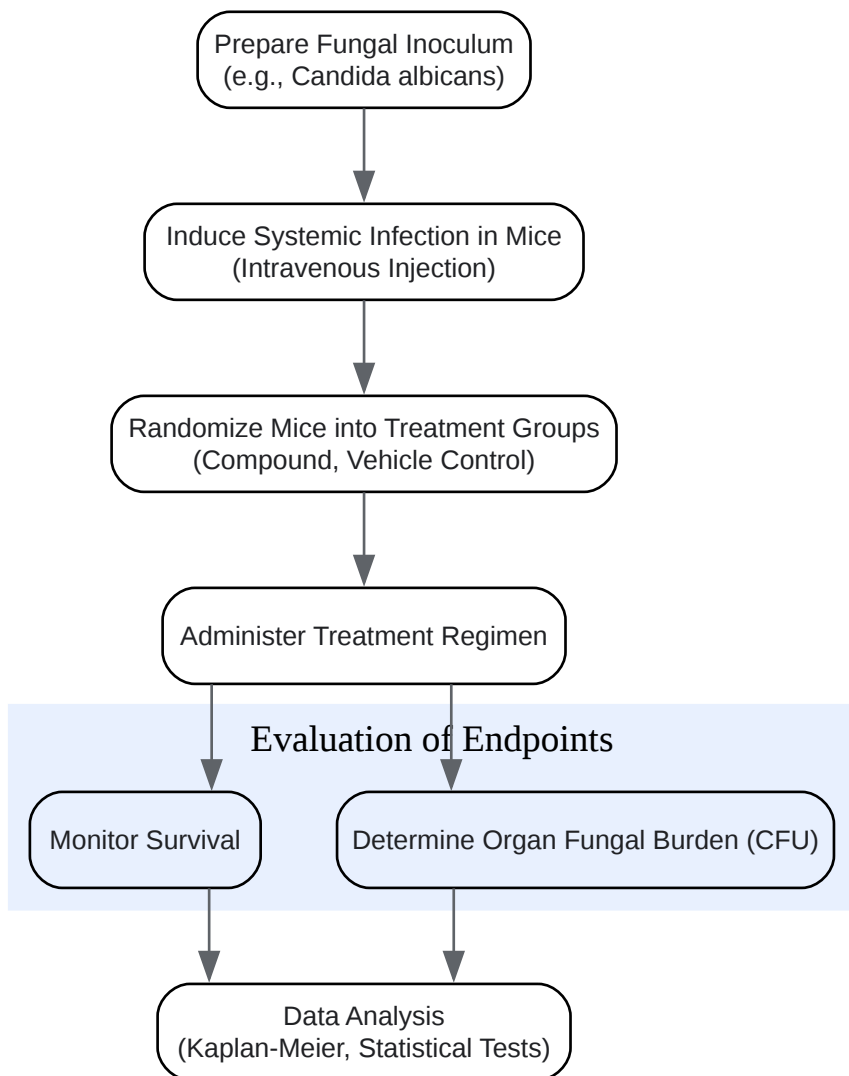 Prepare Fungal Inoculum
(e.g., Candida albicans)
Induce Systemic Infection in Mice
(Intravenous Injection)
Randomize Mice into Treatment Groups
(Compound, Vehicle Control)
Administer Treatment Regimen
Evaluation of Endpoints
Monitor Survival
Determine Organ Fungal Burden (CFU)
Data Analysis
(Kaplan-Meier, Statistical Tests)